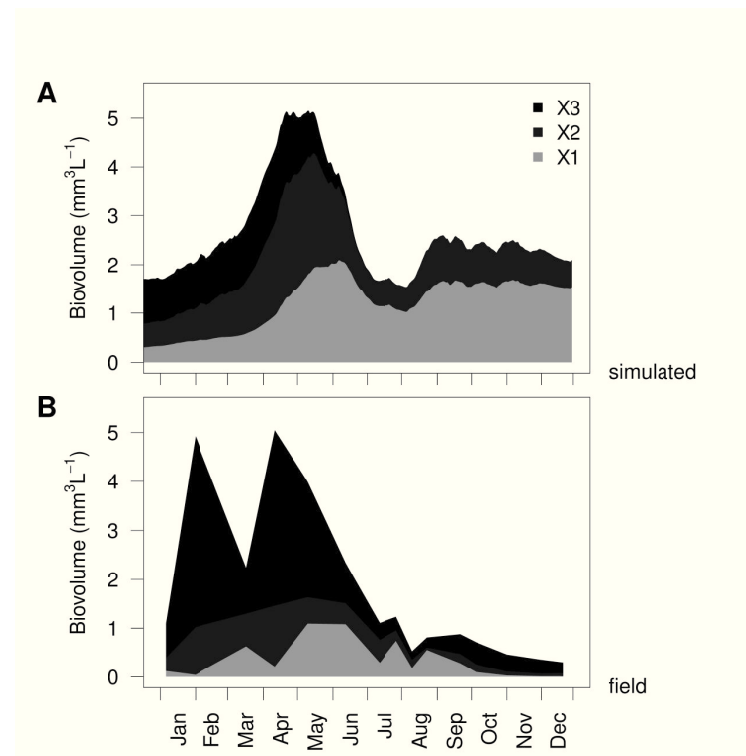 A
Biovolume (mm³L⁻¹)
5
4
3
2
1
0
X3
X2
X1
simulated
B
Biovolume (mm³L⁻¹)
5
4
3
2
1
0
field
Jan Feb Mar Apr May Jun Jul Aug Sep Oct Nov Dec